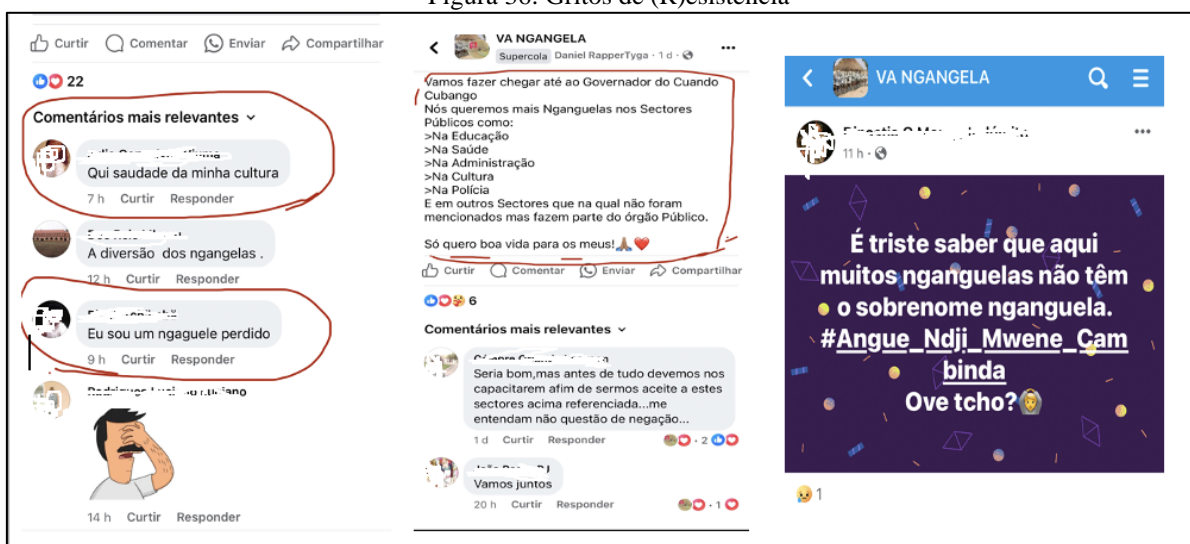 Figura 38: Gritos de (R)esistência
Curtir Comentar Enviar Compartilhar
22
Comentários mais relevantes
Qui saudade da minha cultura
7 h Curtir Responder
A diversão dos ngangelas .
12 h Curtir Responder
Eu sou um ngaguele perdido
9 h Curtir Responder
14 h Curtir Responder
VA NGANGELA
Supercola Daniel RapperTyga · 1 d ·
Vamos fazer chegar até ao Governador do Cuando
Cubango
Nós queremos mais Nganguelas nos Sectores
Públicos como:
>Na Educação
>Na Saúde
>Na Administração
>Na Cultura
>Na Polícia
E em outros Sectores que na qual não foram
mencionados mas fazem parte do órgão Público.
Só quero boa vida para os meus!🙏🏽❤️
Curtir Comentar Enviar Compartilhar
6
Comentários mais relevantes
Seria bom,mas antes de tudo devemos nos
capacitarem afim de sermos aceite a estes
sectores acima referenciada...me
entendam não questão de negação...
1 d Curtir Responder · 2
Vamos juntos
20 h Curtir Responder · 1
VA NGANGELA
11 h ·
É triste saber que aqui
muitos nganguelas não têm
o sobrenome nganguela.
#Angue_Ndji_Mwene_Cam
binda
Ove tcho?
1